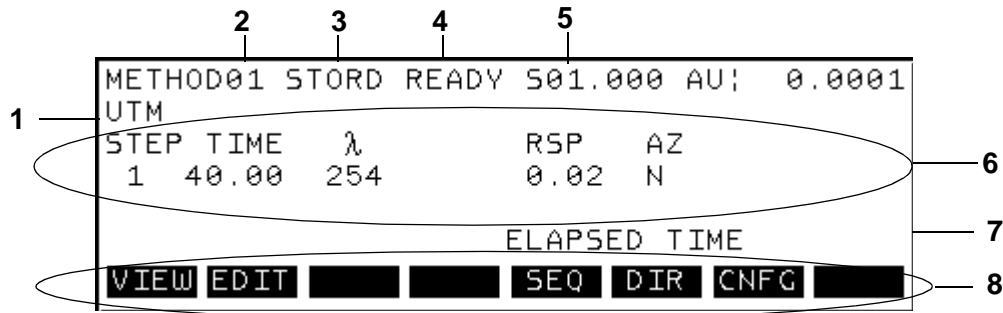 2 3 4 5
METHOD01 STORD READY S01.000 AU¦ 0.0001
1 UTM
STEP TIME λ RSP AZ
1 40.00 254 0.02 N
6
7
ELAPSED TIME
VIEW EDIT SEQ DIR CNFG
8